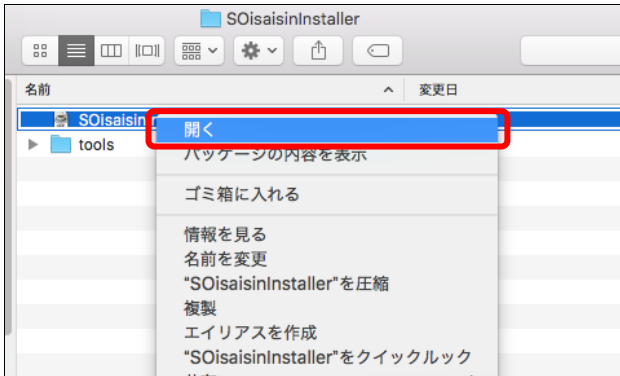 SOisaisinInstaller
名前
変更日
SOisaisin
開く
パッケージの内容を表示
tools
ゴミ箱に入れる
情報を見る
名前を変更
“SOisaisinInstaller”を圧縮
複製
エイリアスを作成
“SOisaisinInstaller”をクイックルック